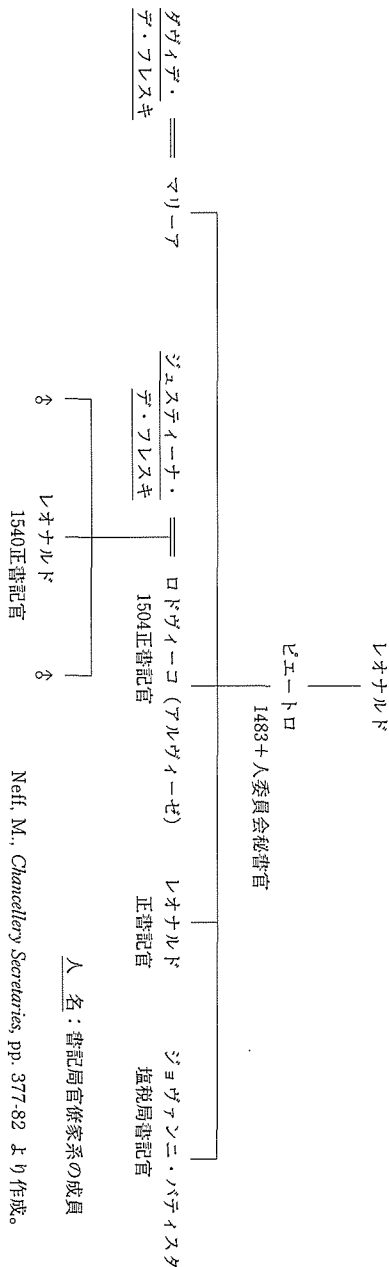 レオナルド
ピエートロ
1483十人委員会秘書官
ダヴィデ・
デ・フレスキ
マリーア
ジュスティーナ・
デ・フレスキ
ロドヴィーコ (アルヴィーゼ)
1504正書記官
レオナルド
正書記官
ジョヴァンニ・バティスタ
塩税局書記官
♂
レオナルド
1540正書記官
♂
人 名:書記局官僚家系の成員
Neff, M., Chancellery Secretaries, pp. 377-82 より作成。